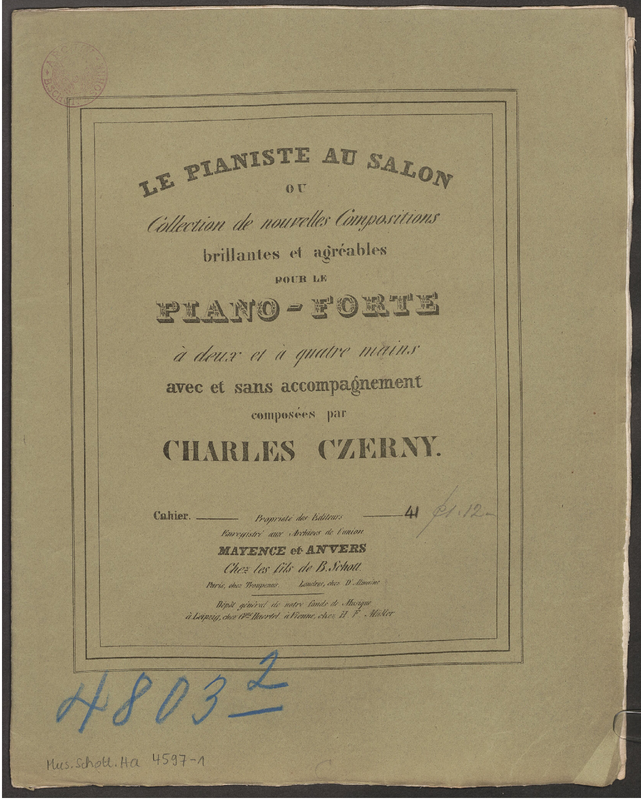 LE PIANISTE AU SALON
OU
Collection de nouvelles Compositions
brillantes et agréables
POUR LE
PIANO-FORTE
à deux et à quatre mains
avec et sans accompagnement
composées par
CHARLES CZERNY.
Cahier. 41
Propriété des Editeurs
Enregistré aux Archives de l'union
MAYENCE et ANVERS
Chez les fils de B. Schott.
Paris, chez Troupenas Londres, chez D'Almaine
Dépôt général de notre fonds de Musique
à Leipzig, chez Haertel à Vienne, chez H. F. Müller
4803 2
Mus.Schott.Ha 4597-1